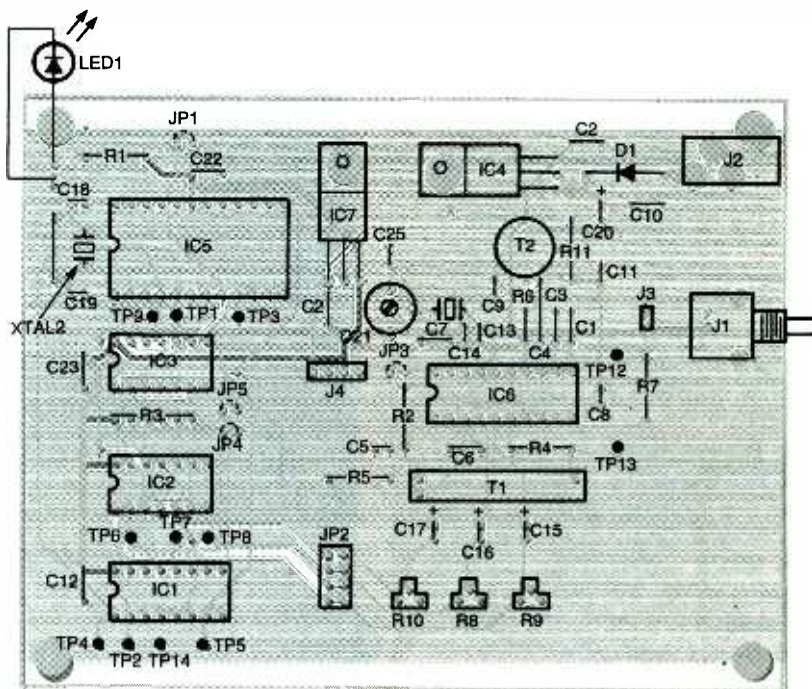 LED1
JP1
R1
C22
C18
IC5
XTAL2
C19
TP2 TP1 TP3
IC3
C23
JP5
R3
JP4
IC2
TP6 TP7 TP8
C12
IC1
TP4 TP2 TP14 TP5
IC7
C25
C2
JP3
J4
R2
C5
R5
JP2
IC4
C2
D1
J2
C10
C20
T2
R11
C11
C9
R6
C3
J3
J1
C7
C13
C14
C4
C1
TP12
IC6
C8
R7
C6
R4
TP13
T1
C17
C16
C15
R10
R8
R9